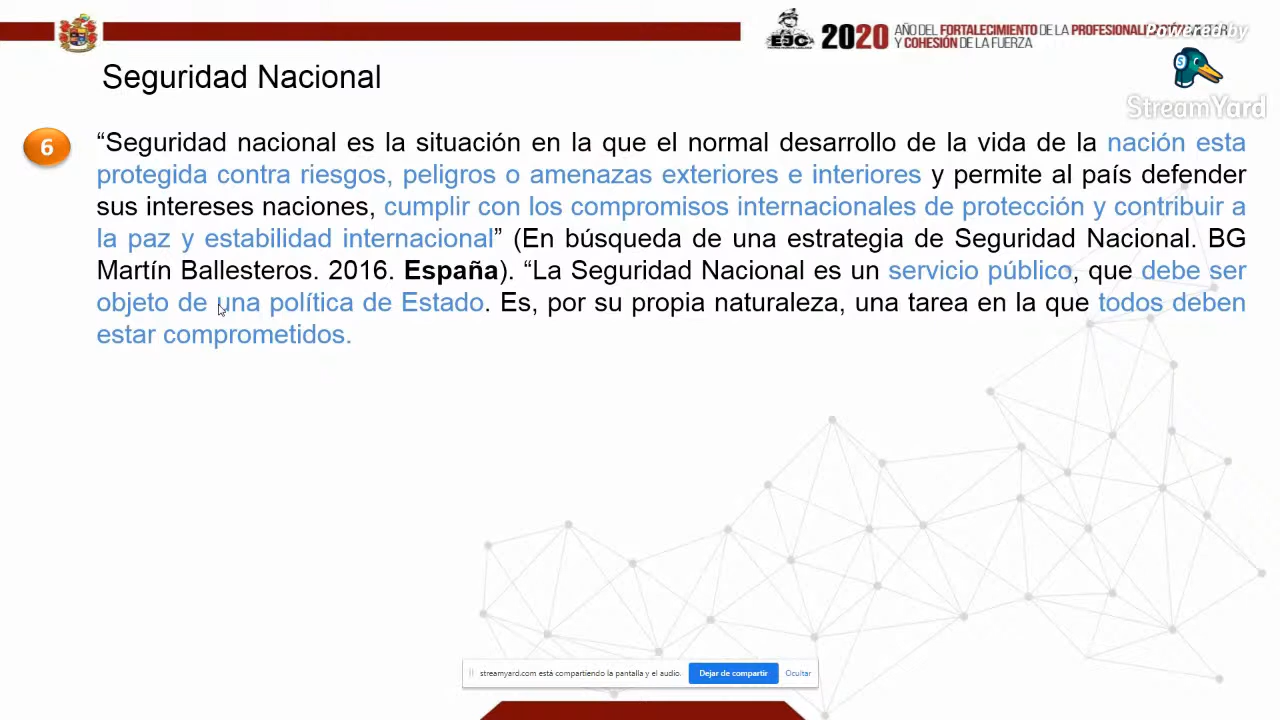 EJC
2020
AÑO DEL FORTALECIMIENTO DE LA
Y COHESIÓN DE LA FUERZA
Powered by
S
StreamYard
Seguridad Nacional
6
“Seguridad nacional es la situación en la que el normal desarrollo de la vida de la nación esta
protegida contra riesgos, peligros o amenazas exteriores e interiores y permite al país defender
sus intereses naciones, cumplir con los compromisos internacionales de protección y contribuir a
la paz y estabilidad internacional” (En búsqueda de una estrategia de Seguridad Nacional. BG
Martín Ballesteros. 2016. España). “La Seguridad Nacional es un servicio público, que debe ser
objeto de una política de Estado. Es, por su propia naturaleza, una tarea en la que todos deben
estar comprometidos.
streamyard.com está compartiendo la pantalla y el audio.
Dejar de compartir
Ocultar